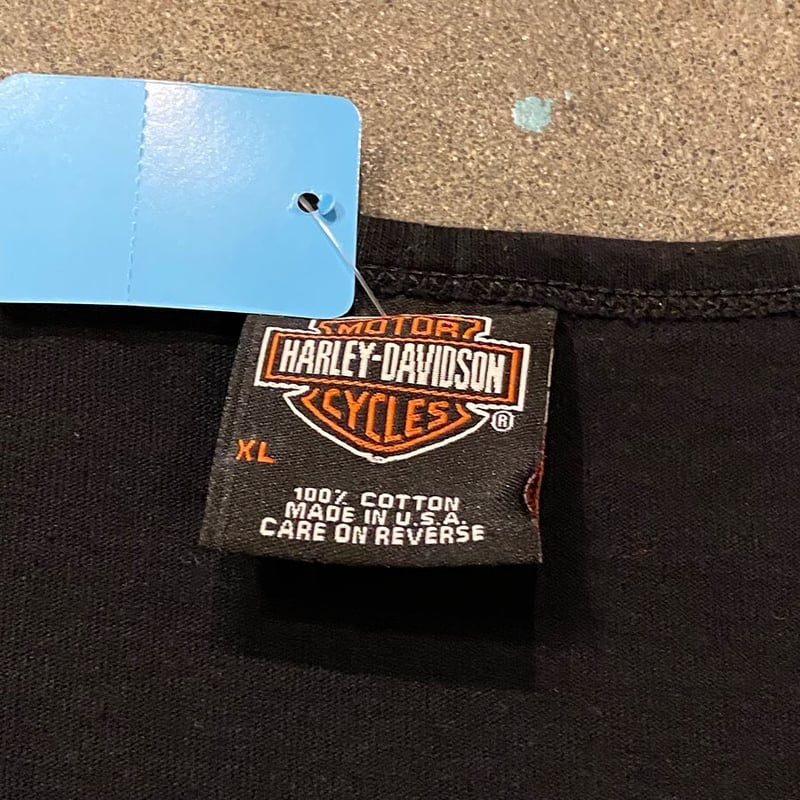 MOTOR
HARLEY-DAVIDSON
CYCLES
®
XL
100% COTTON
MADE IN U.S.A.
CARE ON REVERSE